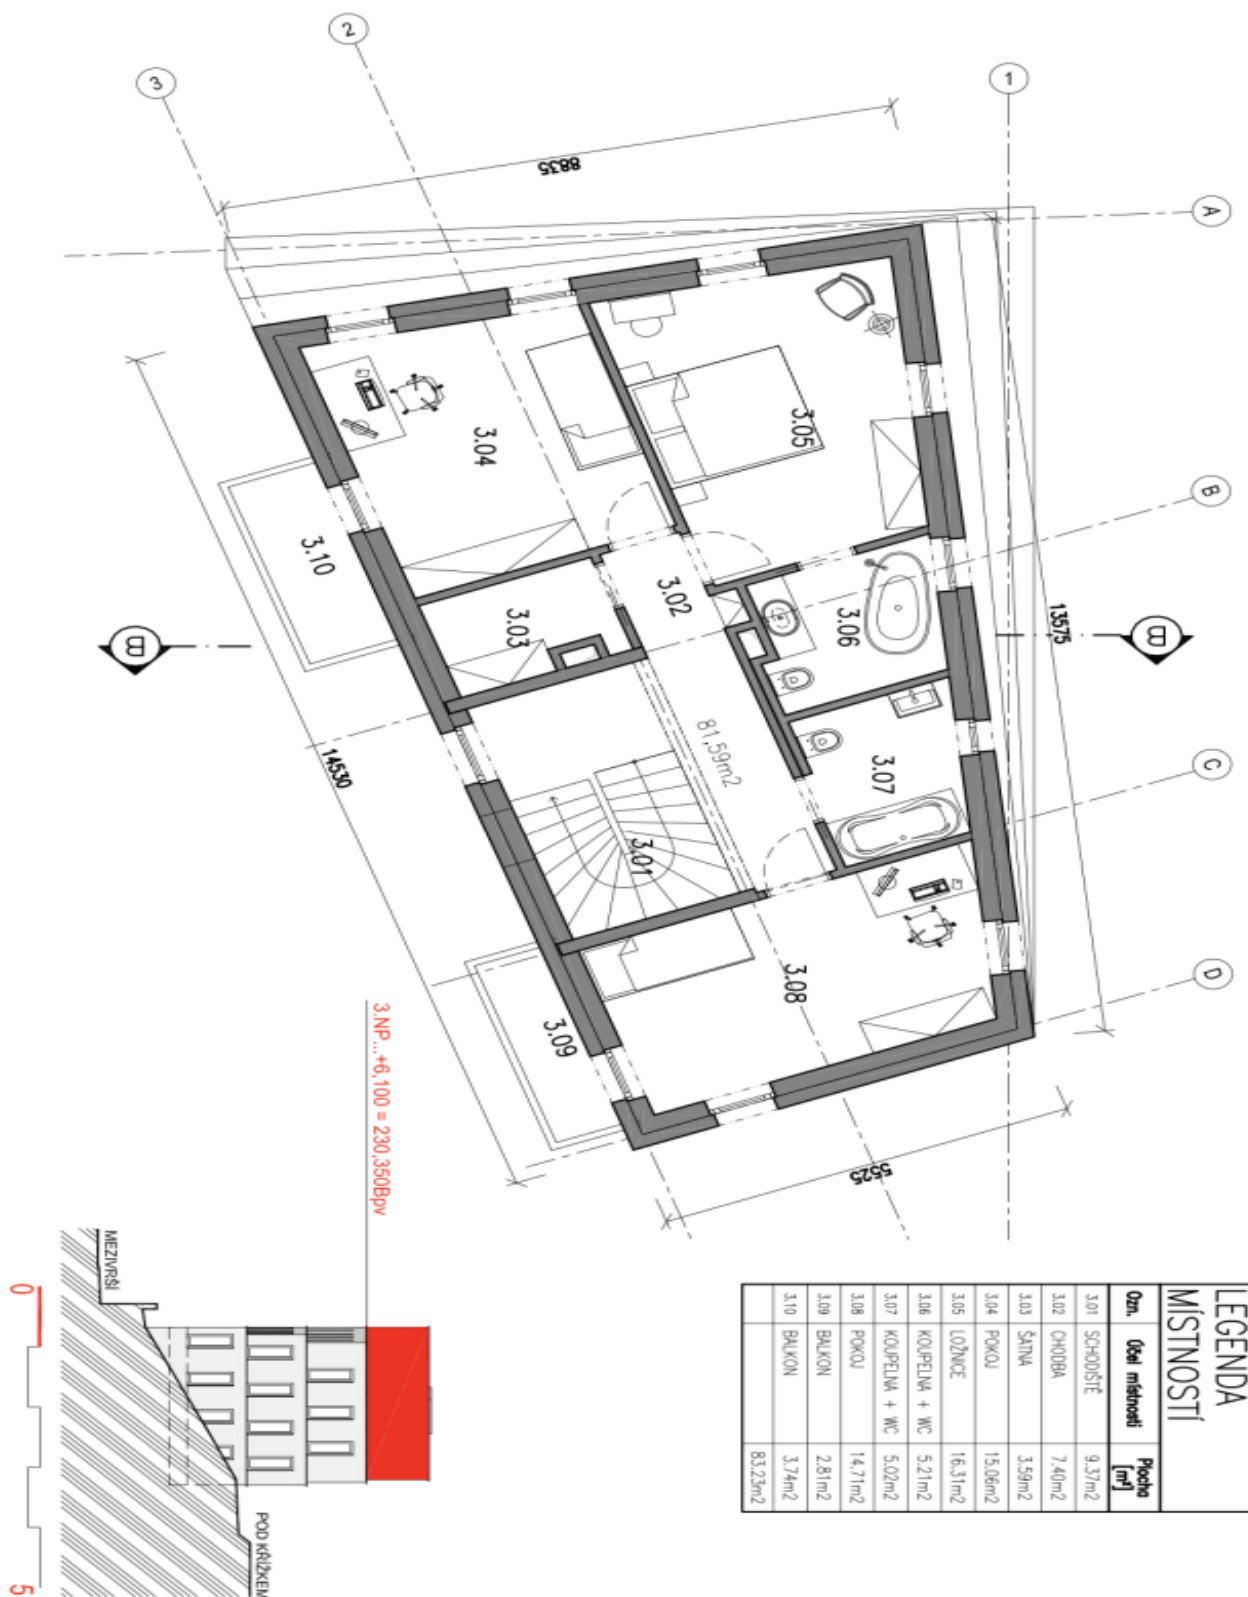 LEGENDA
MÍSTNOSTÍ
Ozn. Účel místnosti Plocha [m²]
3.01 SCHODIŠTĚ 9.37m2
3.02 CHODBA 7.40m2
3.03 ŠATNA 3.59m2
3.04 POKOJ 15.06m2
3.05 LOŽNICE 16.31m2
3.06 KOUPELNA + WC 5.21m2
3.07 KOUPELNA + WC 5.02m2
3.08 POKOJ 14.71m2
3.09 BALKON 2.81m2
3.10 BALKON 3.74m2
83.23m2
1
2
3
A
B
C
D
8835
13575
14530
5525
B
B
3.04
3.05
3.10
3.03
3.02
3.06
81,59m2
3.07
3.01
3.08
3.09
3.NP...+6,100 = 230,350Bpv
MEZIVRŠÍ
POD KŘÍŽKEM
0
5